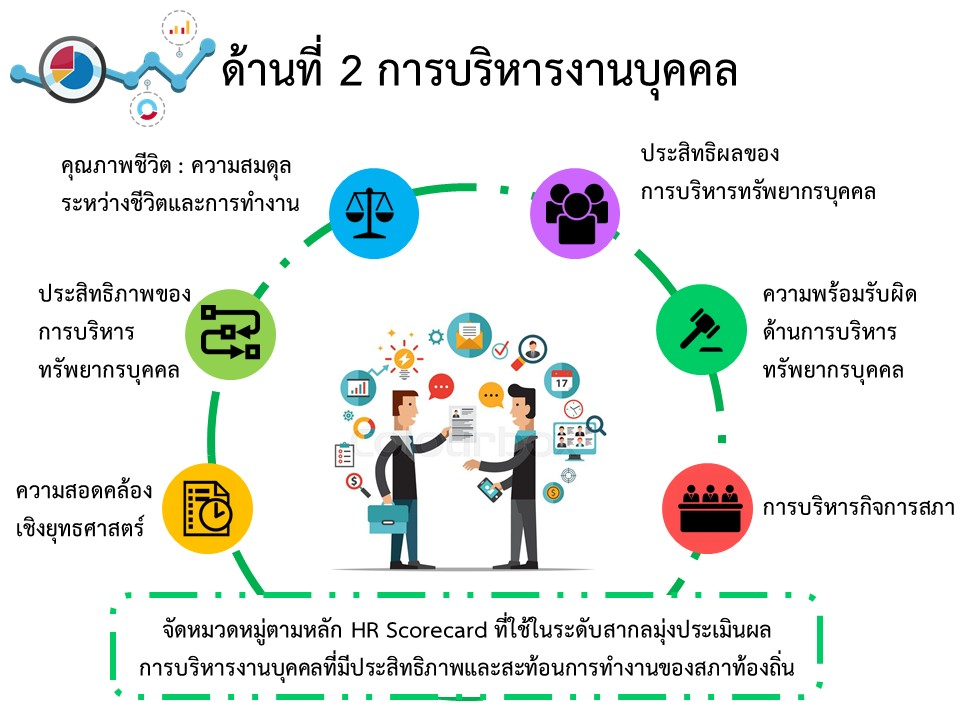 ด้านที่ 2 การบริหารงานบุคคล
คุณภาพชีวิต : ความสมดุล
ระหว่างชีวิตและการทำงาน
ประสิทธิผลของ
การบริหารทรัพยากรบุคคล
ประสิทธิภาพของ
การบริหาร
ทรัพยากรบุคคล
ความพร้อมรับผิด
ด้านการบริหาร
ทรัพยากรบุคคล
17
ความสอดคล้อง
เชิงยุทธศาสตร์
การบริหารกิจการสภา
จัดหมวดหมู่ตามหลัก HR Scorecard ที่ใช้ในระดับสากลมุ่งประเมินผล
การบริหารงานบุคคลที่มีประสิทธิภาพและสะท้อนการทำงานของสภาท้องถิ่น